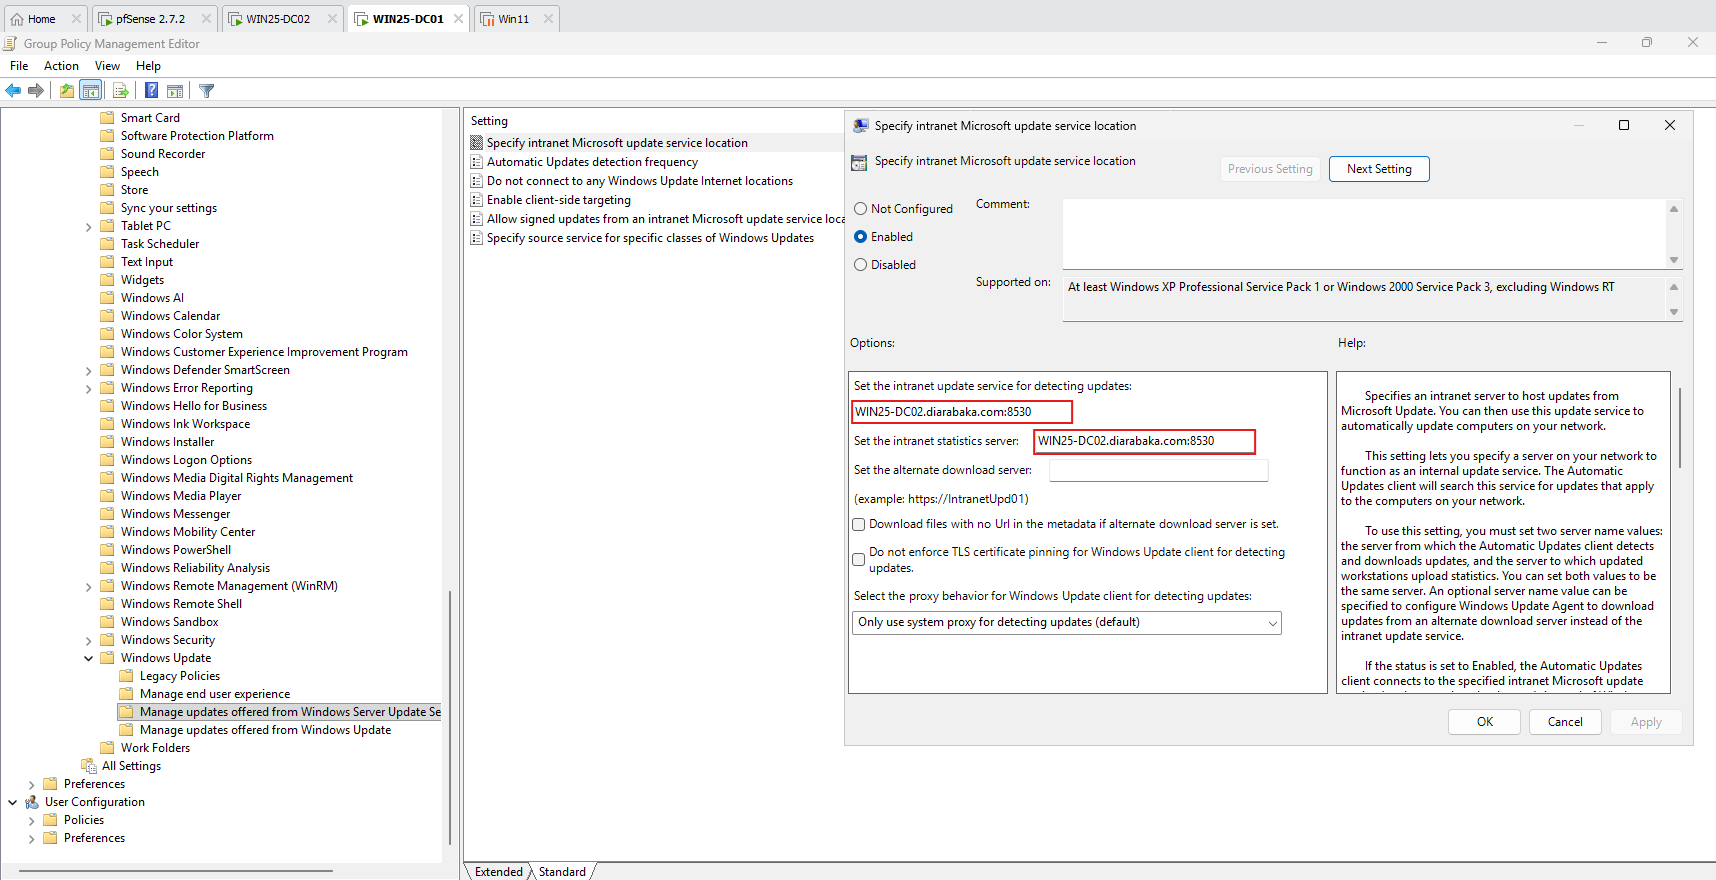 Home
pfSense 2.7.2
WIN25-DC02
WIN25-DC01
Win11
Group Policy Management Editor
File Action View Help
Smart Card
Software Protection Platform
Sound Recorder
Speech
Store
Sync your settings
Tablet PC
Task Scheduler
Text Input
Widgets
Windows AI
Windows Calendar
Windows Color System
Windows Customer Experience Improvement Program
Windows Defender SmartScreen
Windows Error Reporting
Windows Hello for Business
Windows Ink Workspace
Windows Installer
Windows Logon Options
Windows Media Digital Rights Management
Windows Media Player
Windows Messenger
Windows Mobility Center
Windows PowerShell
Windows Reliability Analysis
Windows Remote Management (WinRM)
Windows Remote Shell
Windows Sandbox
Windows Security
Windows Update
Legacy Policies
Manage end user experience
Manage updates offered from Windows Server Update Se
Manage updates offered from Windows Update
Work Folders
All Settings
Preferences
User Configuration
Policies
Preferences
Setting
Specify intranet Microsoft update service location
Automatic Updates detection frequency
Do not connect to any Windows Update Internet locations
Enable client-side targeting
Allow signed updates from an intranet Microsoft update service loca
Specify source service for specific classes of Windows Updates
Extended
Standard
Specify intranet Microsoft update service location
Specify intranet Microsoft update service location
Previous Setting
Next Setting
Not Configured
Enabled
Disabled
Comment:
Supported on:
At least Windows XP Professional Service Pack 1 or Windows 2000 Service Pack 3, excluding Windows RT
Options:
Help:
Set the intranet update service for detecting updates:
WIN25-DC02.diarabaka.com:8530
Set the intranet statistics server:
WIN25-DC02.diarabaka.com:8530
Set the alternate download server:
(example: https://IntranetUpd01)
Download files with no Url in the metadata if alternate download server is set.
Do not enforce TLS certificate pinning for Windows Update client for detecting
updates.
Select the proxy behavior for Windows Update client for detecting updates:
Only use system proxy for detecting updates (default)
Specifies an intranet server to host updates from
Microsoft Update. You can then use this update service to
automatically update computers on your network.
This setting lets you specify a server on your network to
function as an internal update service. The Automatic
Updates client will search this service for updates that apply
to the computers on your network.
To use this setting, you must set two server name values:
the server from which the Automatic Updates client detects
and downloads updates, and the server to which updated
workstations upload statistics. You can set both values to be
the same server. An optional server name value can be
specified to configure Windows Update Agent to download
updates from an alternate download server instead of the
intranet update service.
If the status is set to Enabled, the Automatic Updates
client connects to the specified intranet Microsoft update
OK
Cancel
Apply